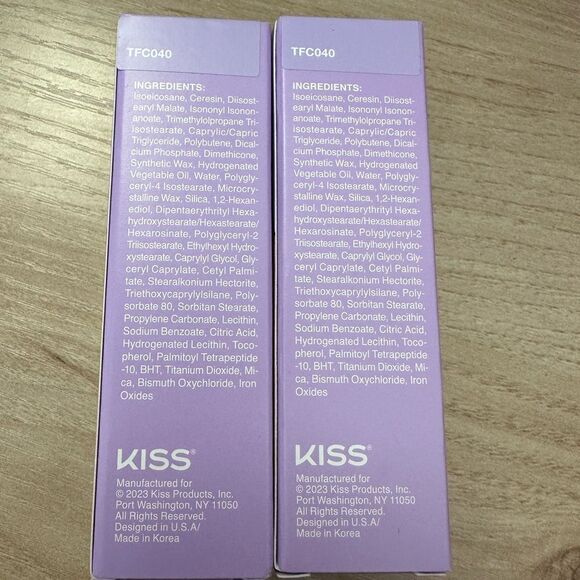 TFC040
INGREDIENTS:
Isoeicosane, Ceresin, Diisost-
earyl Malate, Isononyl Isonon-
anoate, Trimethylolpropane Tri-
isostearate, Caprylic/Capric
Triglyceride, Polybutene, Dical-
cium Phosphate, Dimethicone,
Synthetic Wax, Hydrogenated
Vegetable Oil, Water, Polygly-
ceryl-4 Isostearate, Microcry-
stalline Wax, Silica, 1,2-Hexan-
ediol, Dipentaerythrityl Hexa-
hydroxystearate/Hexastearate/
Hexarosinate, Polyglyceryl-2
Triisostearate, Ethylhexyl Hydro-
xystearate, Caprylyl Glycol, Gly-
ceryl Caprylate, Cetyl Palmi-
tate, Stearalkonium Hectorite,
Triethoxycaprylylsilane, Poly-
sorbate 80, Sorbitan Stearate,
Propylene Carbonate, Lecithin,
Sodium Benzoate, Citric Acid,
Hydrogenated Lecithin, Toco-
pherol, Palmitoyl Tetrapeptide
-10, BHT, Titanium Dioxide, Mi-
ca, Bismuth Oxychloride, Iron
Oxides
KISS®
Manufactured for
© 2023 Kiss Products, Inc.
Port Washington, NY 11050
All Rights Reserved.
Designed in U.S.A/
Made in Korea
TFC040
INGREDIENTS:
Isoeicosane, Ceresin, Diisost-
earyl Malate, Isononyl Isonon-
anoate, Trimethylolpropane Tri-
isostearate, Caprylic/Capric
Triglyceride, Polybutene, Dical-
cium Phosphate, Dimethicone,
Synthetic Wax, Hydrogenated
Vegetable Oil, Water, Polygly-
ceryl-4 Isostearate, Microcry-
stalline Wax, Silica, 1,2-Hexan-
ediol, Dipentaerythrityl Hexa-
hydroxystearate/Hexastearate/
Hexarosinate, Polyglyceryl-2
Triisostearate, Ethylhexyl Hydro-
xystearate, Caprylyl Glycol, Gly-
ceryl Caprylate, Cetyl Palmi-
tate, Stearalkonium Hectorite,
Triethoxycaprylylsilane, Poly-
sorbate 80, Sorbitan Stearate,
Propylene Carbonate, Lecithin,
Sodium Benzoate, Citric Acid,
Hydrogenated Lecithin, Toco-
pherol, Palmitoyl Tetrapeptide
-10, BHT, Titanium Dioxide, Mi-
ca, Bismuth Oxychloride, Iron
Oxides
KISS®
Manufactured for
© 2023 Kiss Products, Inc.
Port Washington, NY 11050
All Rights Reserved.
Designed in U.S.A/
Made in Korea